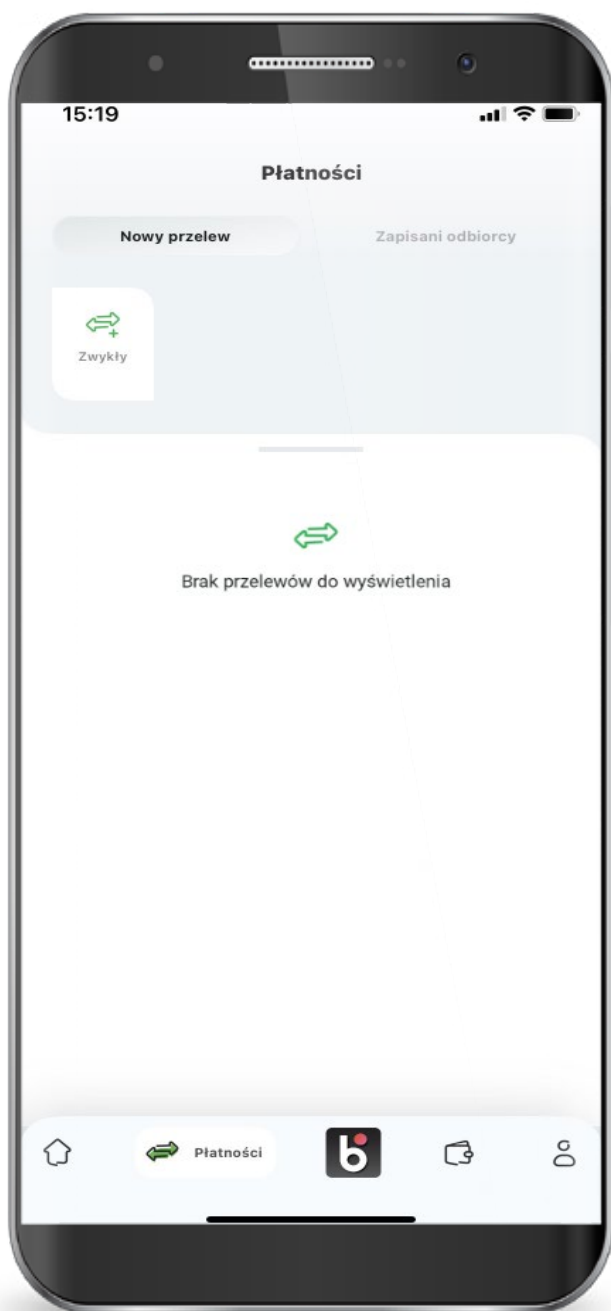 15:19
Płatności
Nowy przelew
Zapisani odbiorcy
Zwykły
Brak przelewów do wyświetlenia
Płatności